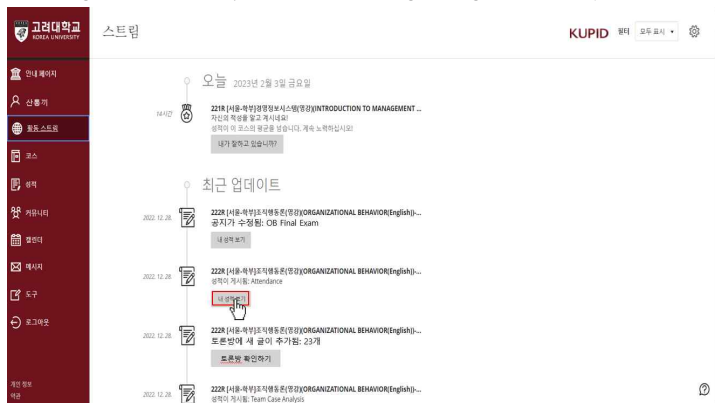 고려대학교
KOREA UNIVERSITY
스트림
KUPID 필터 모두 표시
안내 페이지
활동 스트림
코스
성적
커뮤니티
캘린더
메시지
도구
로그아웃
개인 정보
약관
오늘 2023년 2월 3일 금요일
221R [서울-학부]경영정보시스템(영강)(INTRODUCTION TO MANAGEMENT ...
자신의 적성을 알고 계시네요!
성적이 이 코스의 평균을 넘습니다. 계속 노력하십시오!
내가 잘하고 있습니까?
최근 업데이트
2022. 12. 28.
222R [서울-학부]조직행동론(영강)(ORGANIZATIONAL BEHAVIOR(English))-...
공지가 수정됨: OB Final Exam
내 성적 보기
2022. 12. 28.
222R [서울-학부]조직행동론(영강)(ORGANIZATIONAL BEHAVIOR(English))-...
성적이 게시됨: Attendance
내 성적 보기
2022. 12. 28.
222R [서울-학부]조직행동론(영강)(ORGANIZATIONAL BEHAVIOR(English))-...
토론방에 새 글이 추가됨: 23개
토론방 확인하기
2022. 12. 28.
222R [서울-학부]조직행동론(영강)(ORGANIZATIONAL BEHAVIOR(English))-...
성적이 게시됨: Team Case Analysis